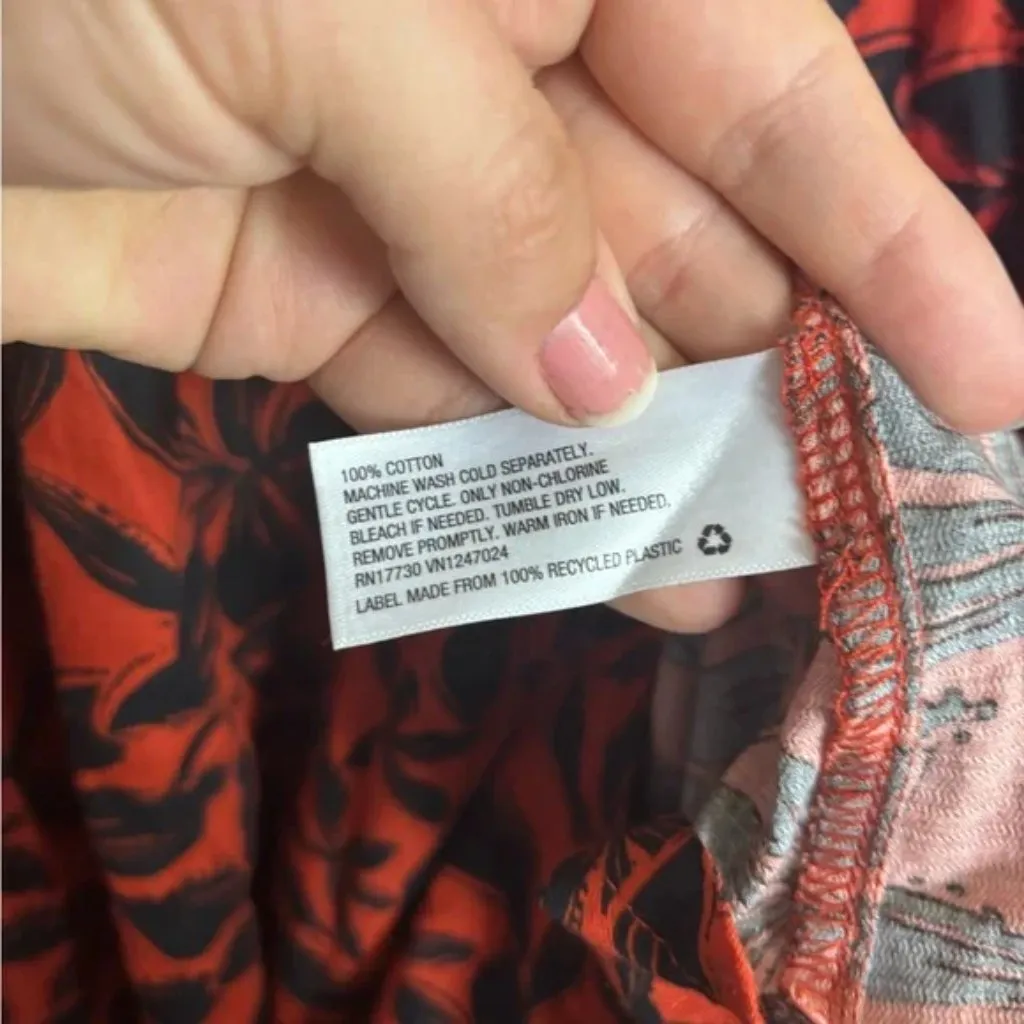 100% COTTON
MACHINE WASH COLD SEPARATELY.
GENTLE CYCLE. ONLY NON-CHLORINE
BLEACH IF NEEDED. TUMBLE DRY LOW.
REMOVE PROMPTLY. WARM IRON IF NEEDED.
RN17730 VN1247024
LABEL MADE FROM 100% RECYCLED PLASTIC